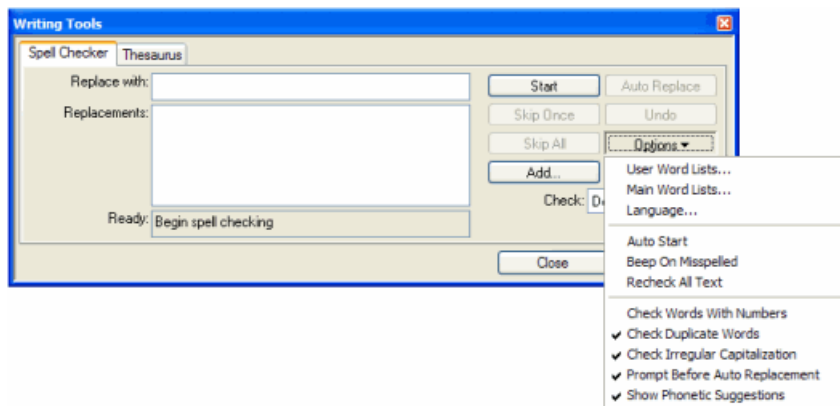 Writing Tools
Spell Checker Thesaurus
Replace with:
Start Auto Replace
Replacements:
Skip Once Undo
Skip All Options
Add...
Check:
Ready: Begin spell checking
Close
User Word Lists...
Main Word Lists...
Language...
Auto Start
Beep On Misspelled
Recheck All Text
Check Words With Numbers
Check Duplicate Words
Check Irregular Capitalization
Prompt Before Auto Replacement
Show Phonetic Suggestions